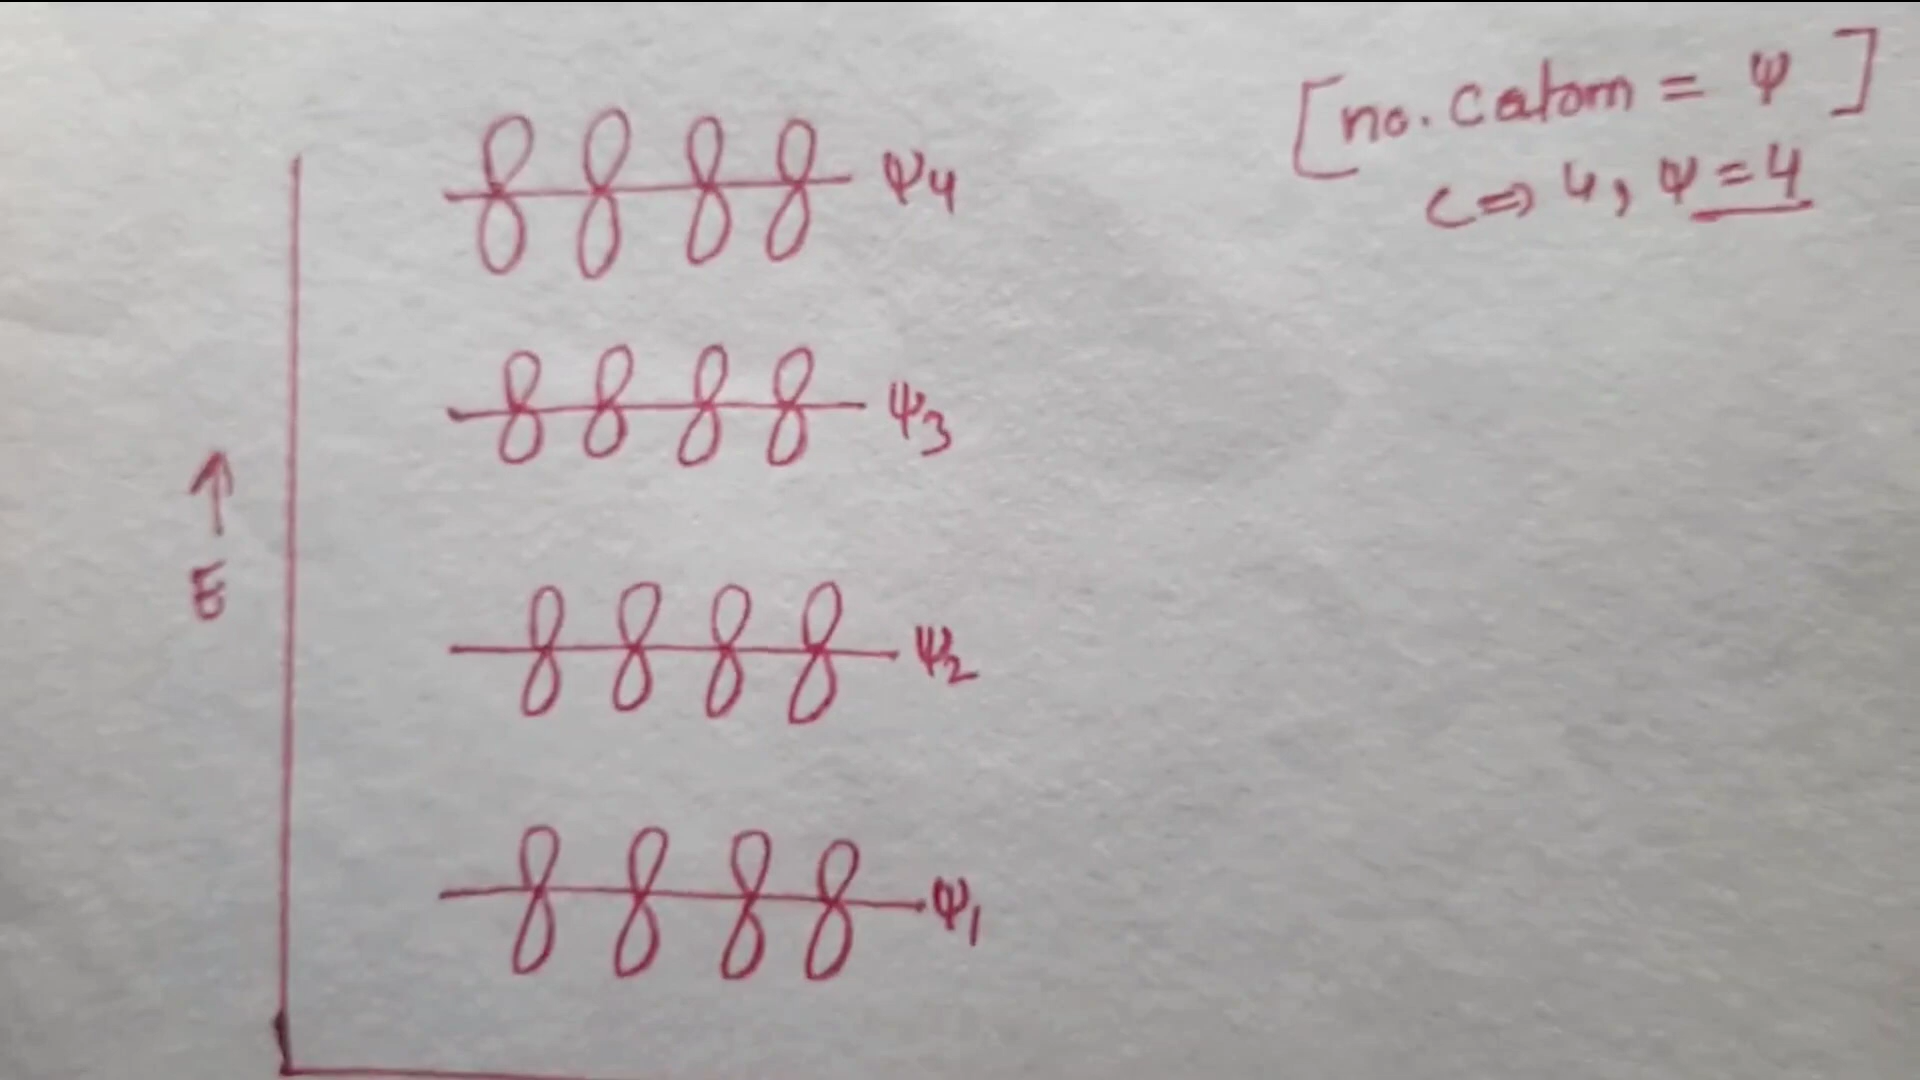 [no. C atom = ψ]
C ⇒ 4, ψ = 4
ψ4
ψ3
↑
E
ψ2
ψ1